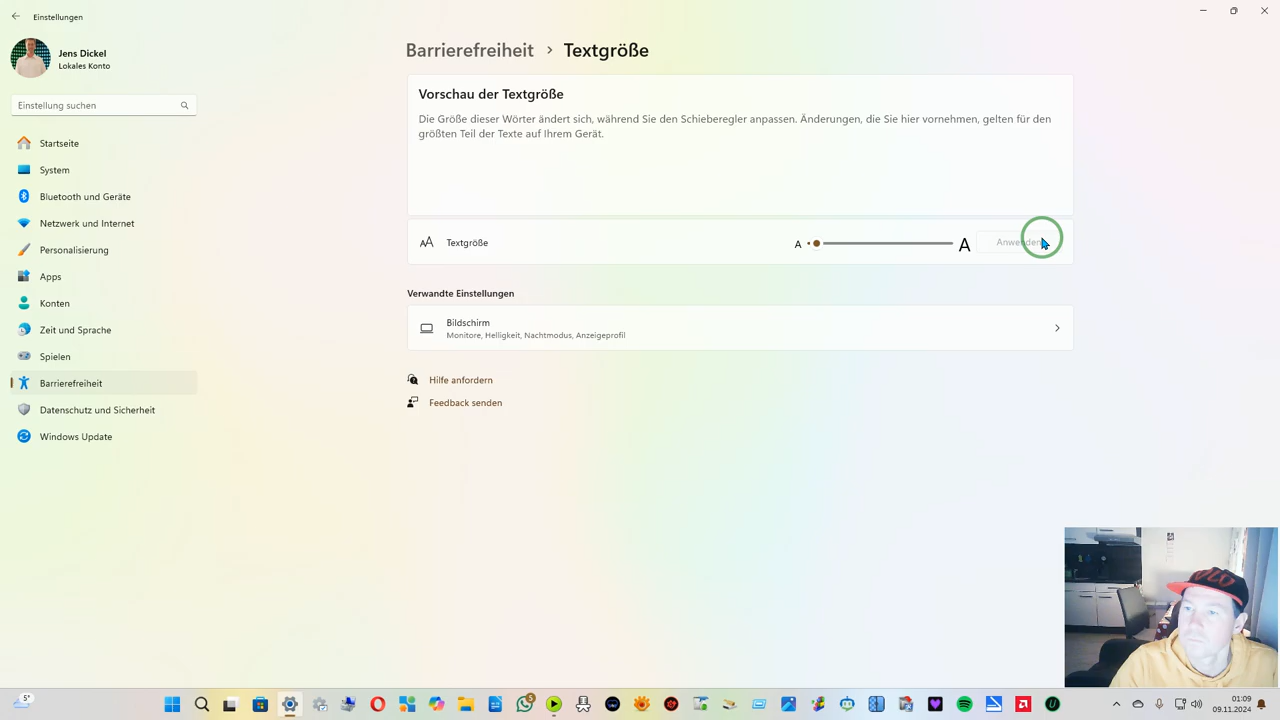 Einstellungen
Jens Dickel
Lokales Konto
Einstellung suchen
Startseite
System
Bluetooth und Geräte
Netzwerk und Internet
Personalisierung
Apps
Konten
Zeit und Sprache
Spielen
Barrierefreiheit
Datenschutz und Sicherheit
Windows Update
Barrierefreiheit > Textgröße
Vorschau der Textgröße
Die Größe dieser Wörter ändert sich, während Sie den Schieberegler anpassen. Änderungen, die Sie hier vornehmen, gelten für den
größten Teil der Texte auf Ihrem Gerät.
Textgröße
A A Anwenden
Verwandte Einstellungen
Bildschirm
Monitore, Helligkeit, Nachtmodus, Anzeigeprofil
Hilfe anfordern
Feedback senden
5°
01:09
09.11.2024